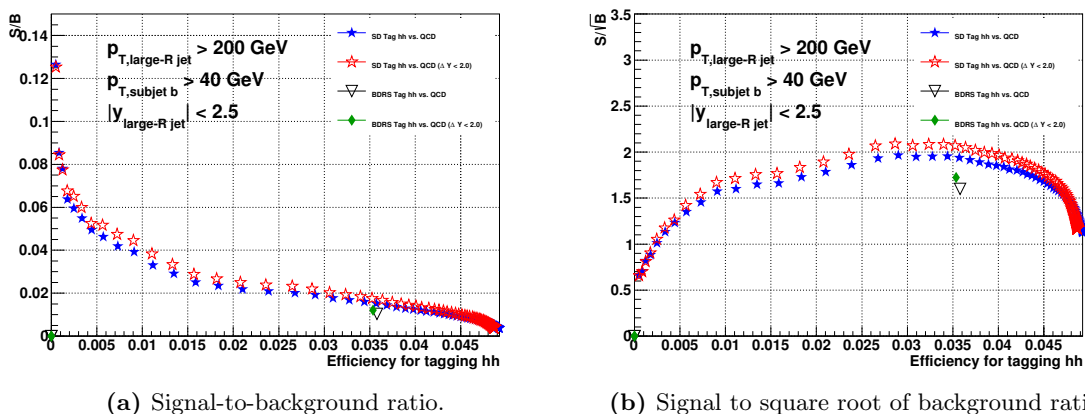 S/B
0.14
0.12
0.1
0.08
0.06
0.04
0.02
0
p_T,large-R jet > 200 GeV
p_T,subjet b > 40 GeV
|y_large-R jet| < 2.5
SD Tag hh vs. QCD
SD Tag hh vs. QCD (Δ Y < 2.0)
BDRS Tag hh vs. QCD
BDRS Tag hh vs. QCD (Δ Y < 2.0)
0 0.005 0.01 0.015 0.02 0.025 0.03 0.035 0.04 0.045
Efficiency for tagging hh
(a) Signal-to-background ratio.
S/√B
3.5
3
2.5
2
1.5
1
0.5
0
p_T,large-R jet > 200 GeV
p_T,subjet b > 40 GeV
|y_large-R jet| < 2.5
SD Tag hh vs. QCD
SD Tag hh vs. QCD (Δ Y < 2.0)
BDRS Tag hh vs. QCD
BDRS Tag hh vs. QCD (Δ Y < 2.0)
0 0.005 0.01 0.015 0.02 0.025 0.03 0.035 0.04 0.045
Efficiency for tagging hh
(b) Signal to square root of background rati